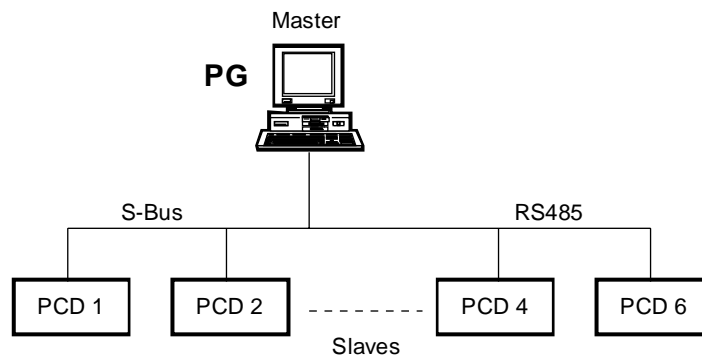 Master
PG
S-Bus
RS485
PCD 1
PCD 2
PCD 4
PCD 6
Slaves